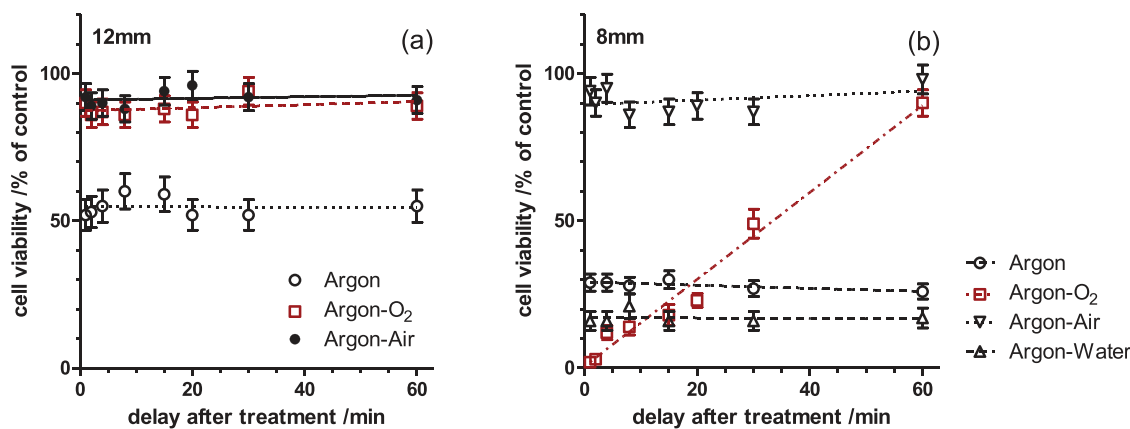 12mm
(a)
cell viability /% of control
100
50
0
0
20
40
60
delay after treatment /min
Argon
Argon-O₂
Argon-Air
8mm
(b)
cell viability /% of control
100
50
0
0
20
40
60
delay after treatment /min
Argon
Argon-O₂
Argon-Air
Argon-Water